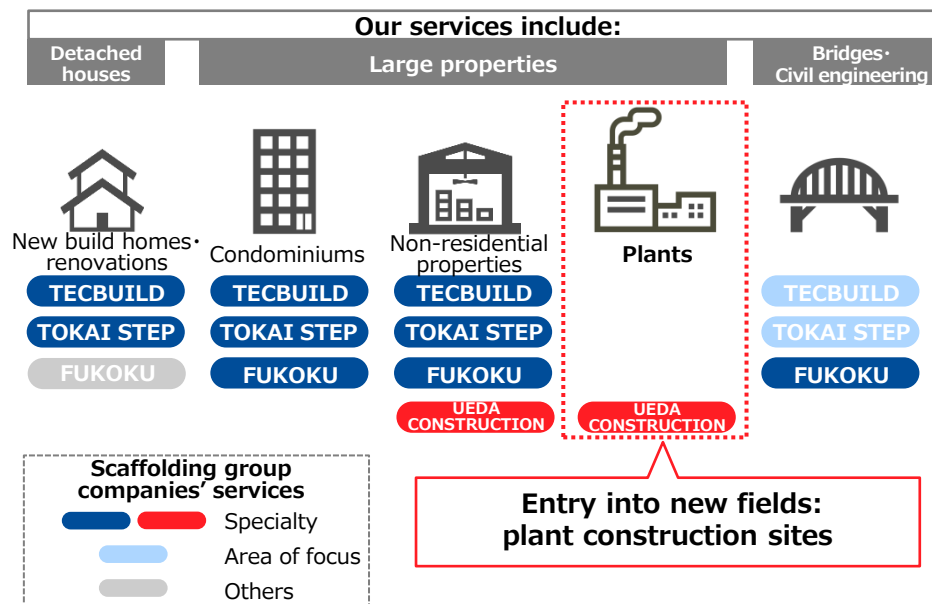 Our services include:
Detached
houses
Large properties
Bridges･
Civil engineering
New build homes･
renovations
TECBUILD
TOKAI STEP
FUKOKU
Condominiums
TECBUILD
TOKAI STEP
FUKOKU
Non-residential
properties
TECBUILD
TOKAI STEP
FUKOKU
UEDA
CONSTRUCTION
Plants
UEDA
CONSTRUCTION
TECBUILD
TOKAI STEP
FUKOKU
Entry into new fields:
plant construction sites
Scaffolding group
companies’ services
Specialty
Area of focus
Others